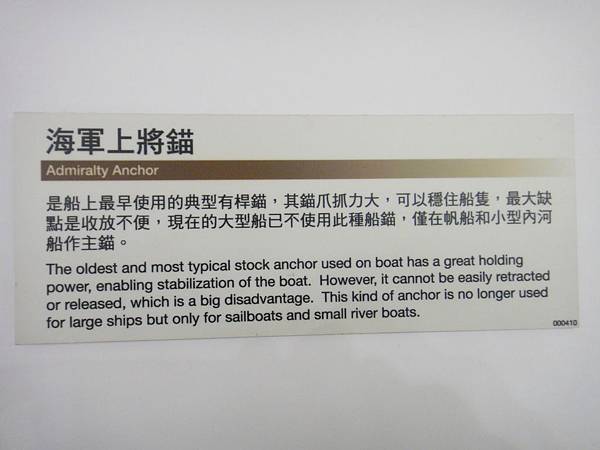 海軍上將錨
Admiralty Anchor
是船上最早使用的典型有桿錨，其錨爪抓力大，可以穩住船隻，最大缺
點是收放不便，現在的大型船已不使用此種船錨，僅在帆船和小型內河
船作主錨。
The oldest and most typical stock anchor used on boat has a great holding
power, enabling stabilization of the boat.  However, it cannot be easily retracted
or released, which is a big disadvantage.  This kind of anchor is no longer used
for large ships but only for sailboats and small river boats.
000410